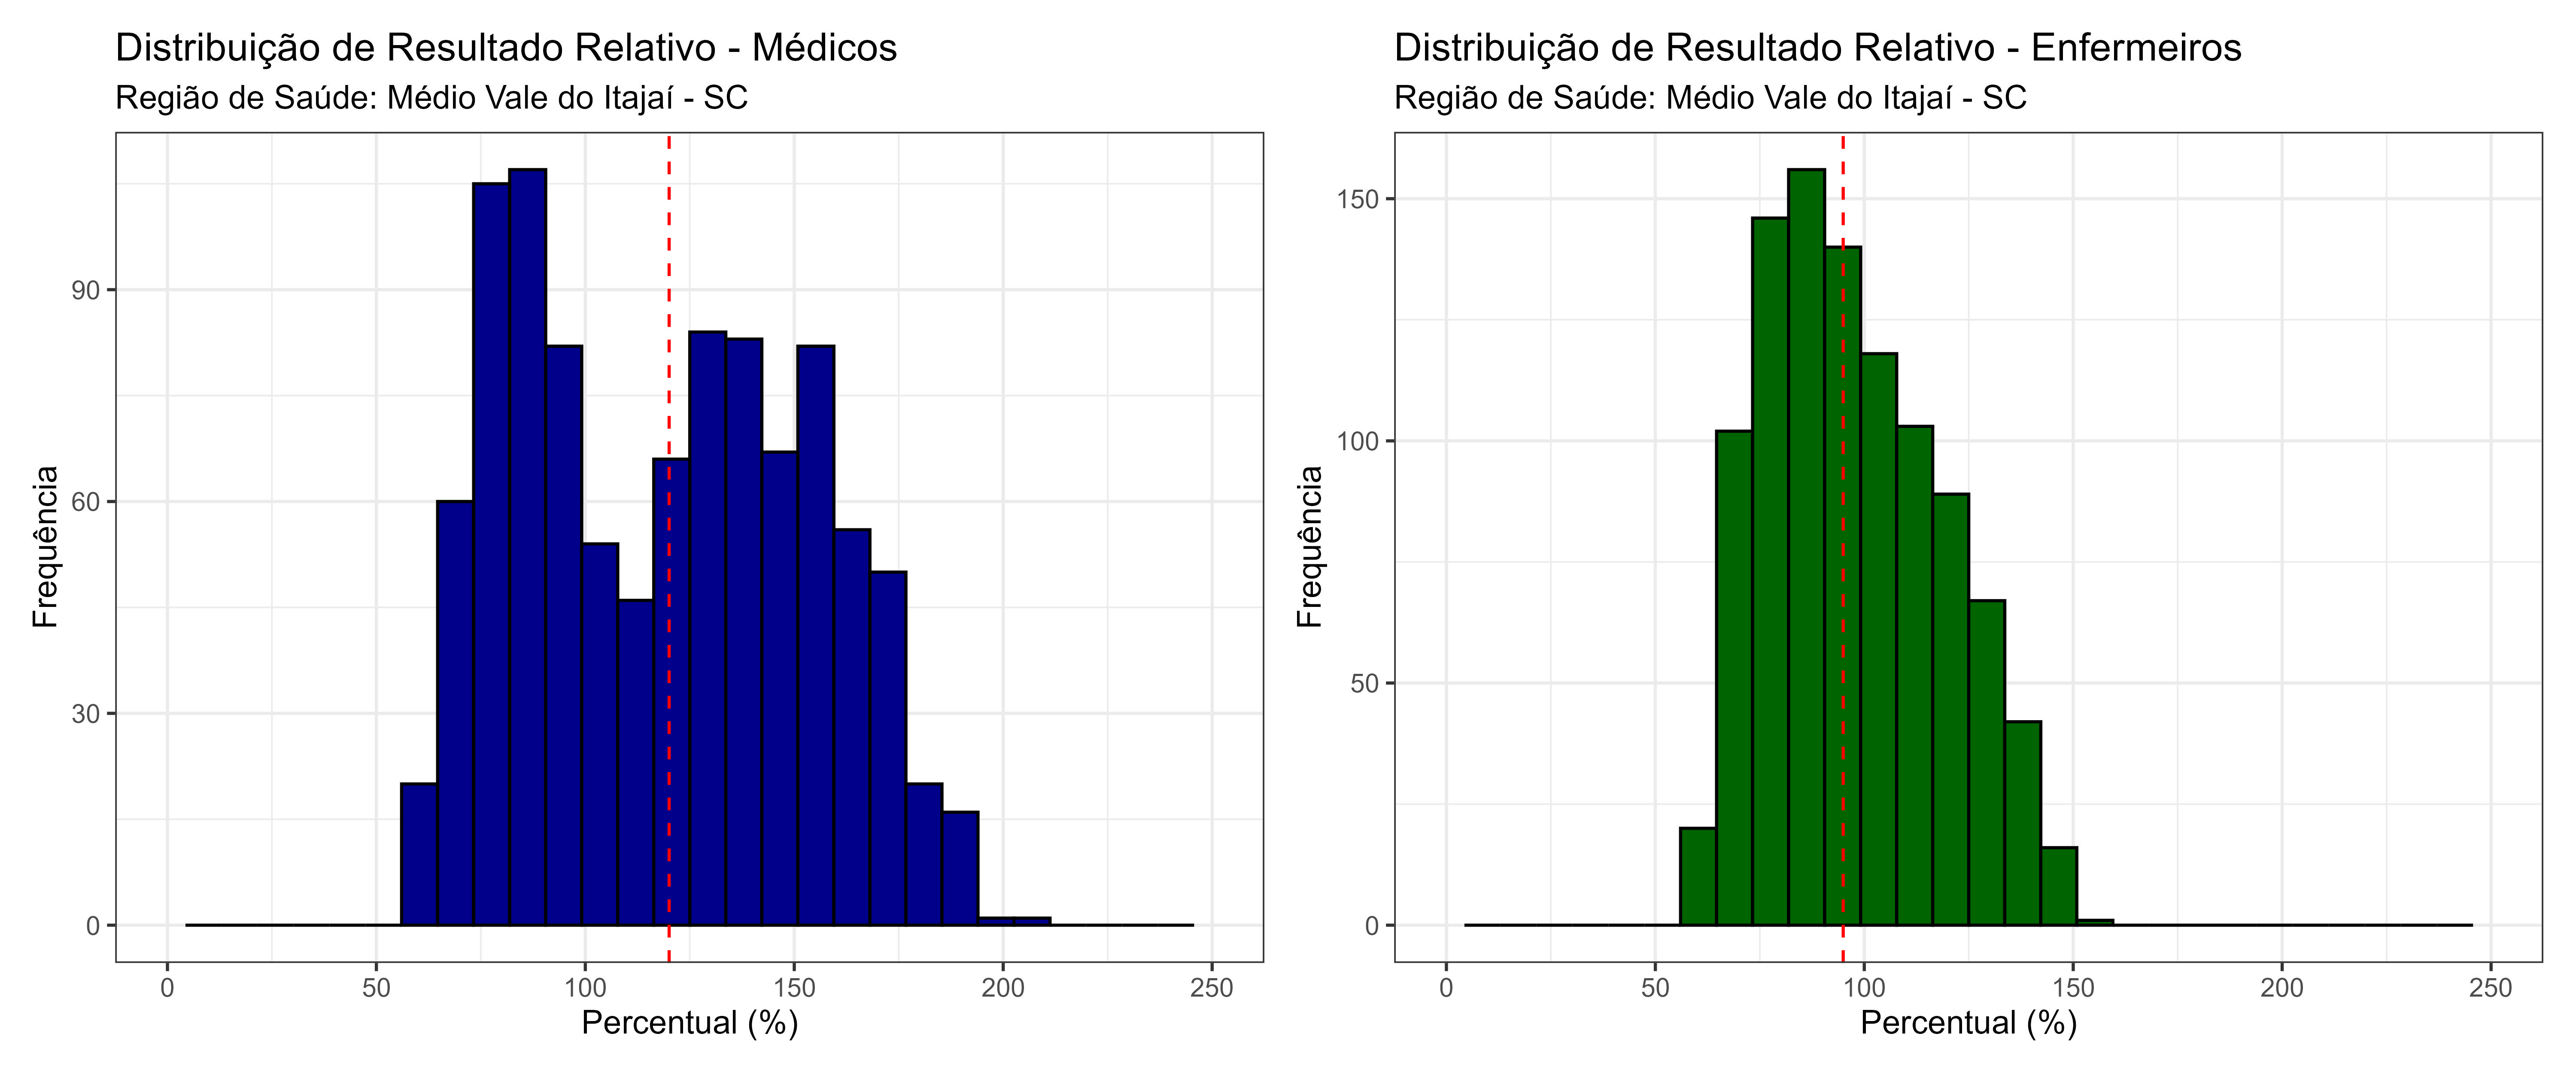 Distribuição de Resultado Relativo - Médicos
Região de Saúde: Médio Vale do Itajaí - SC
Frequência
90
60
30
0
0 50 100 150 200 250
Percentual (%)
Distribuição de Resultado Relativo - Enfermeiros
Região de Saúde: Médio Vale do Itajaí - SC
Frequência
150
100
50
0
0 50 100 150 200 250
Percentual (%)